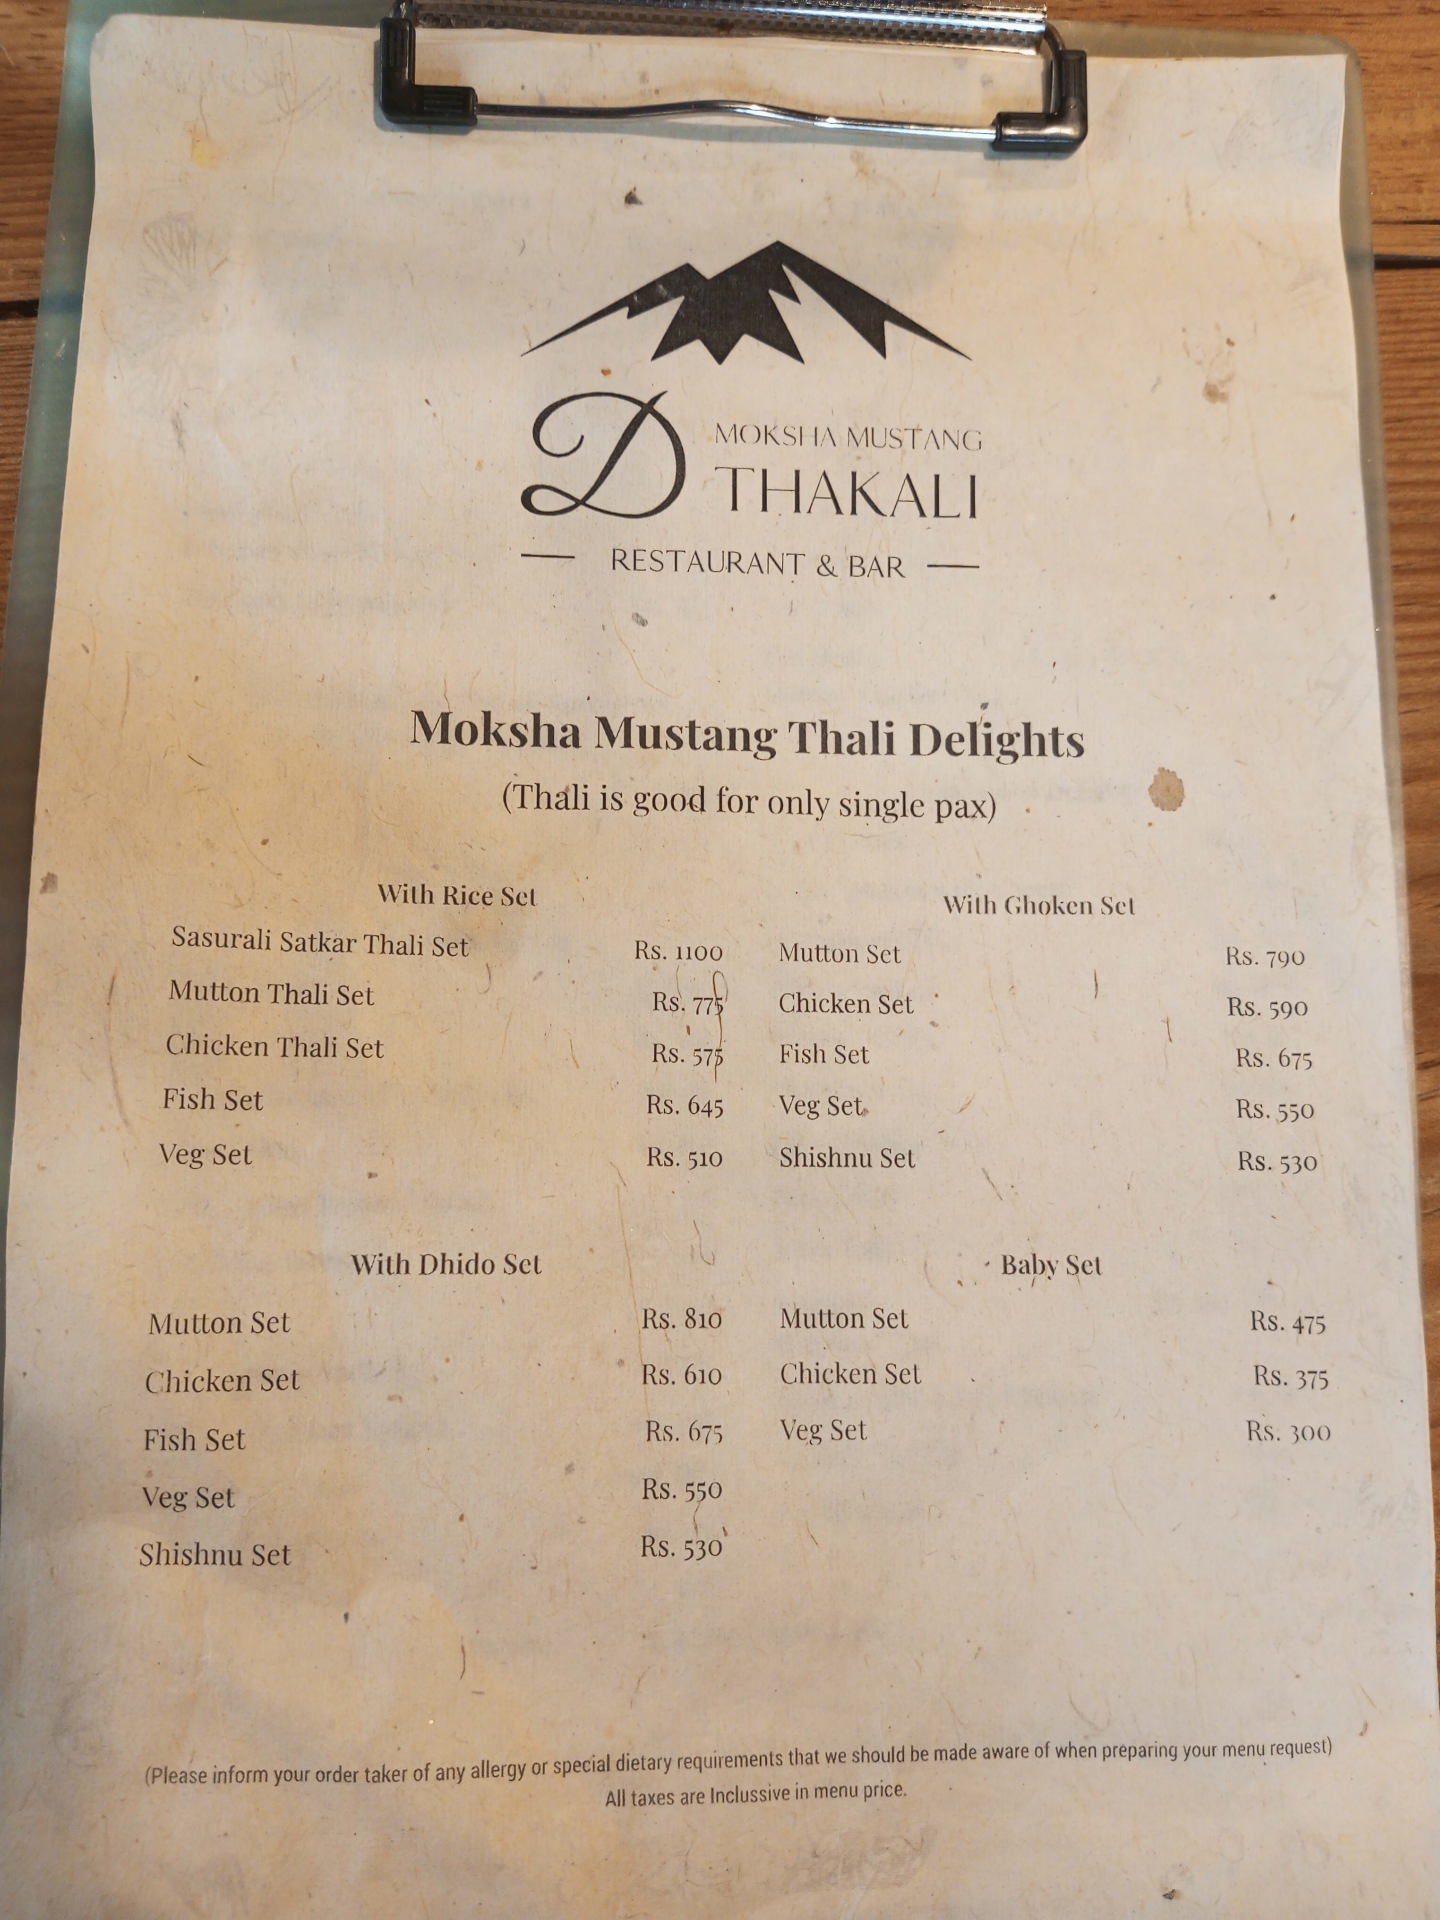 D
MOKSHA MUSTANG
THAKALI
RESTAURANT & BAR
Moksha Mustang Thali Delights
(Thali is good for only single pax)
With Rice Set
Sasurali Satkar Thali Set Rs. 1100
Mutton Thali Set Rs. 775
Chicken Thali Set Rs. 575
Fish Set Rs. 645
Veg Set Rs. 510
With Ghoken Set
Mutton Set Rs. 790
Chicken Set Rs. 590
Fish Set Rs. 675
Veg Set Rs. 550
Shishnu Set Rs. 530
With Dhido Set
Mutton Set Rs. 810
Chicken Set Rs. 610
Fish Set Rs. 675
Veg Set Rs. 550
Shishnu Set Rs. 530
Baby Set
Mutton Set Rs. 475
Chicken Set Rs. 375
Veg Set Rs. 300
(Please inform your order taker of any allergy or special dietary requirements that we should be made aware of when preparing your menu request)
All taxes are Inclussive in menu price.